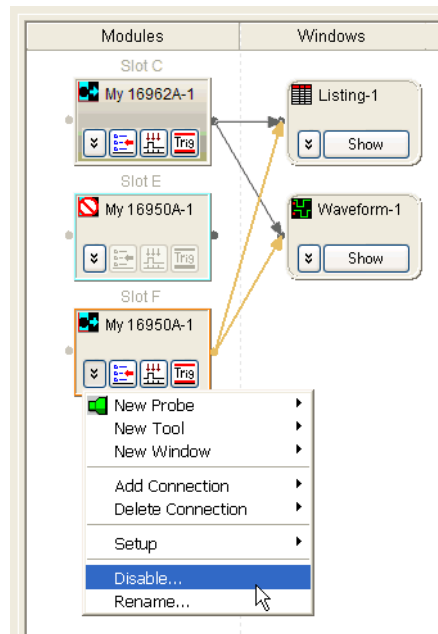 Modules Windows
Slot C
My 16962A-1 Listing-1
Trig Show
Slot E
My 16950A-1 Waveform-1
Trig Show
Slot F
My 16950A-1
Trig
New Probe
New Tool
New Window
Add Connection
Delete Connection
Setup
Disable...
Rename...